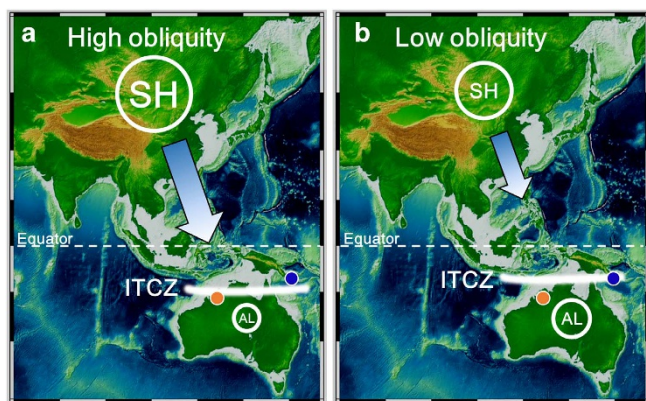 a
High obliquity
SH
Equator
ITCZ
AL
b
Low obliquity
SH
Equator
ITCZ
AL